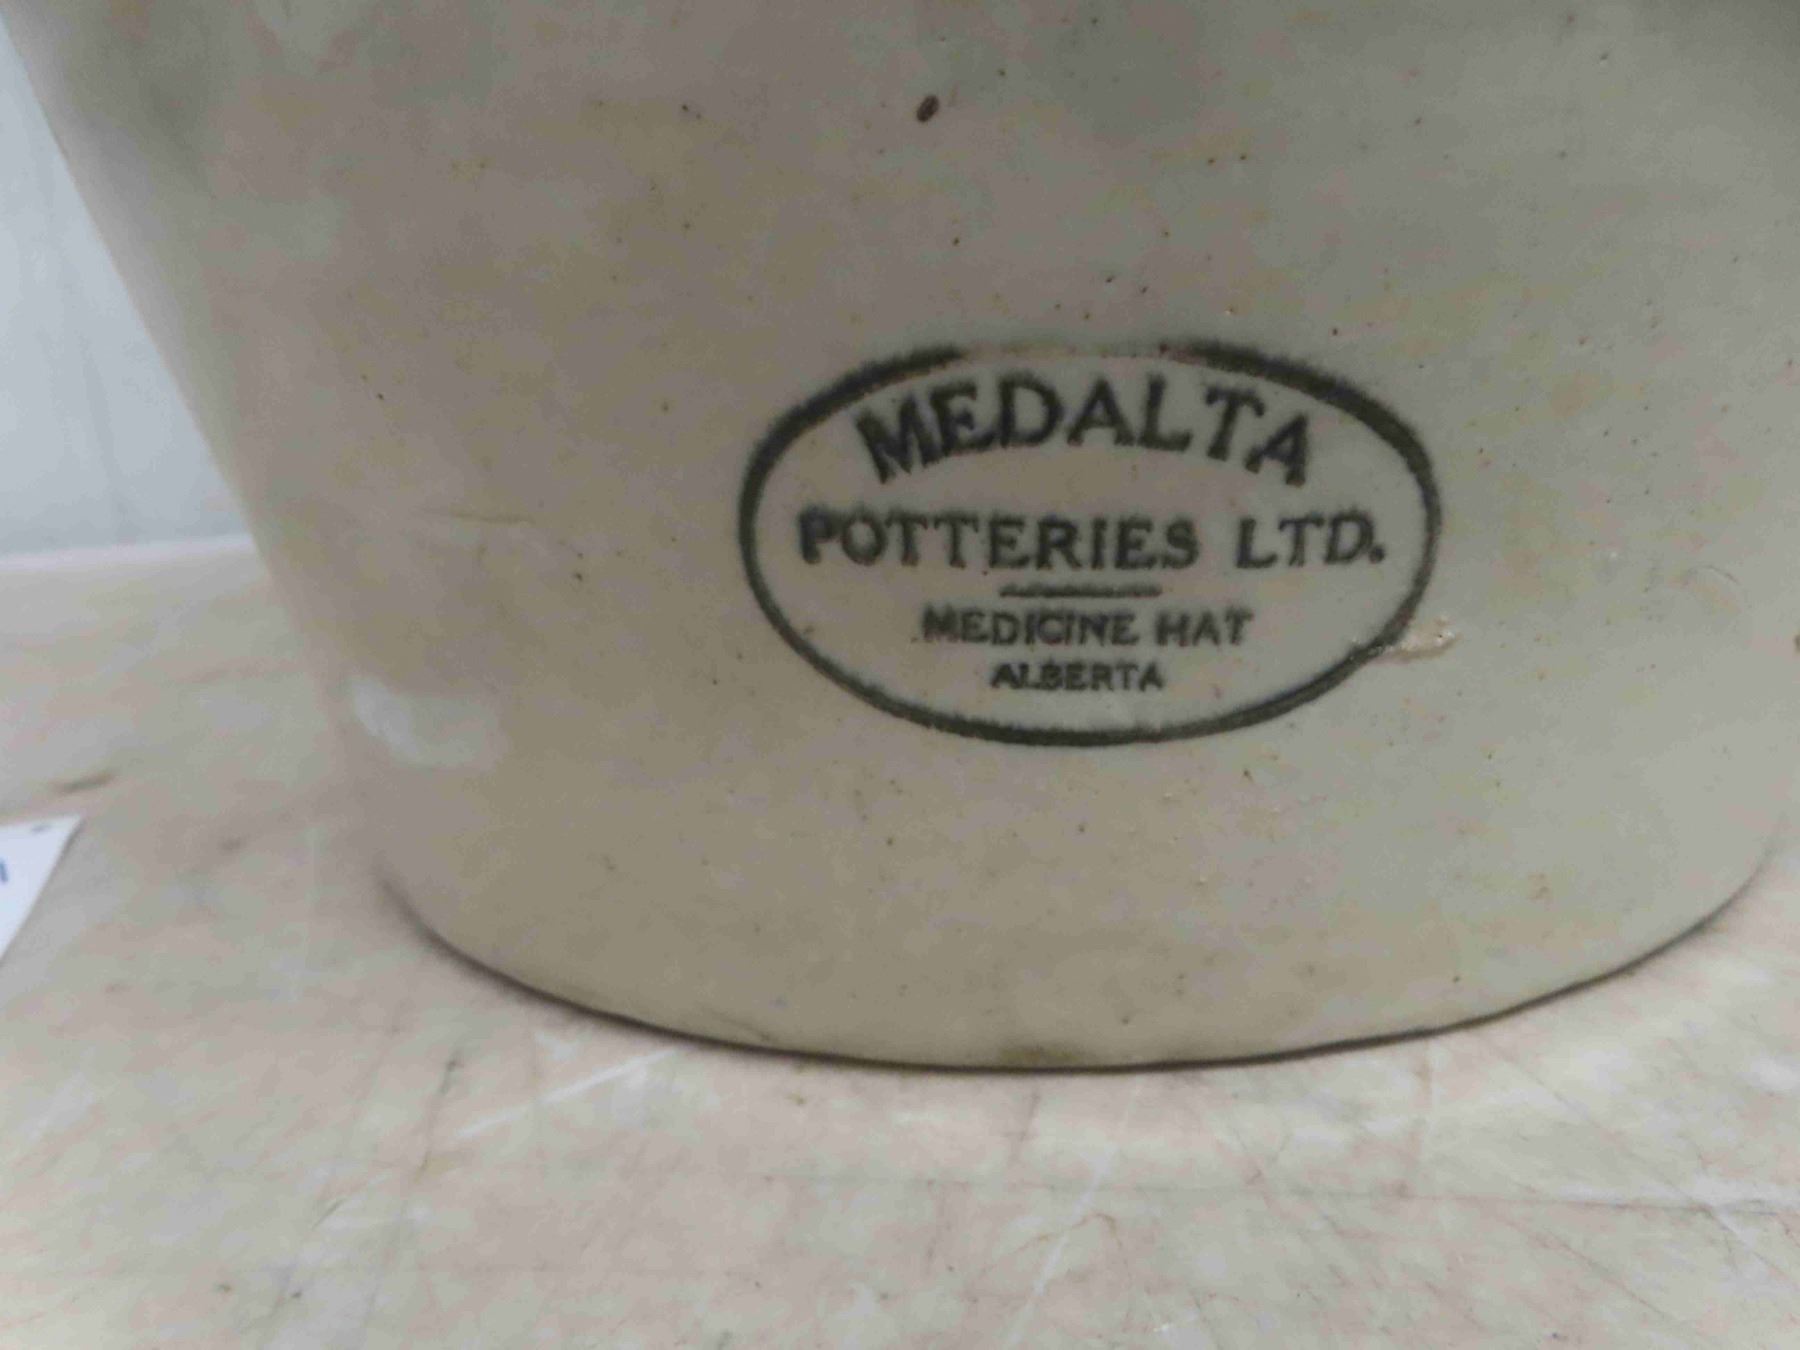 MEDALTA
POTTERIES LTD.
MEDICINE HAT
ALBERTA